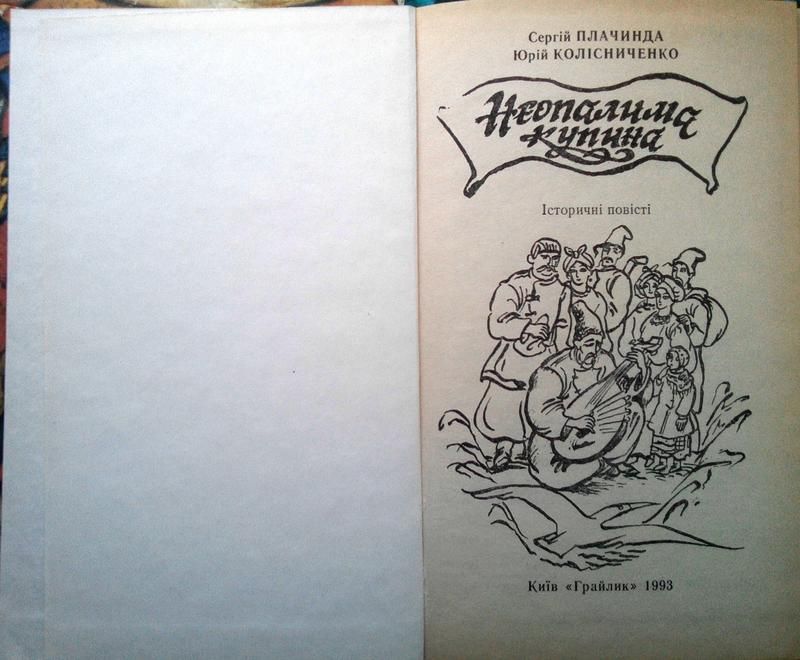 Сергій ПЛАЧИНДА
Юрій КОЛІСНИЧЕНКО
Неопалима
купина
Історичні повісті
Київ «Грайлик» 1993